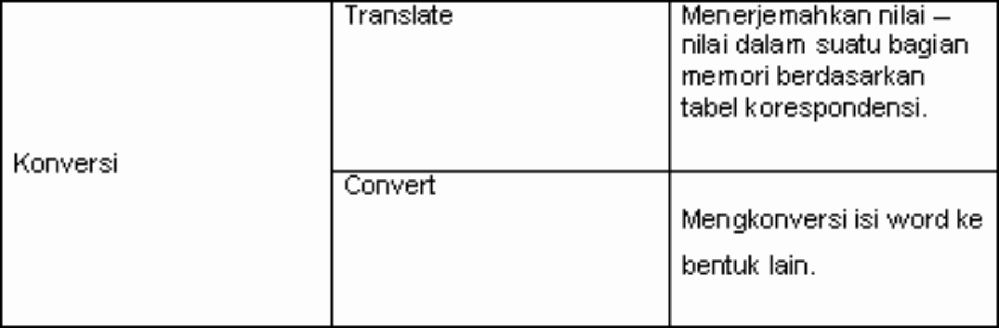 Konversi
Translate
Menerjemahkan nilai –
nilai dalam suatu bagian
memori berdasarkan
tabel korespondensi.
Convert
Mengkonversi isi word ke
bentuk lain.